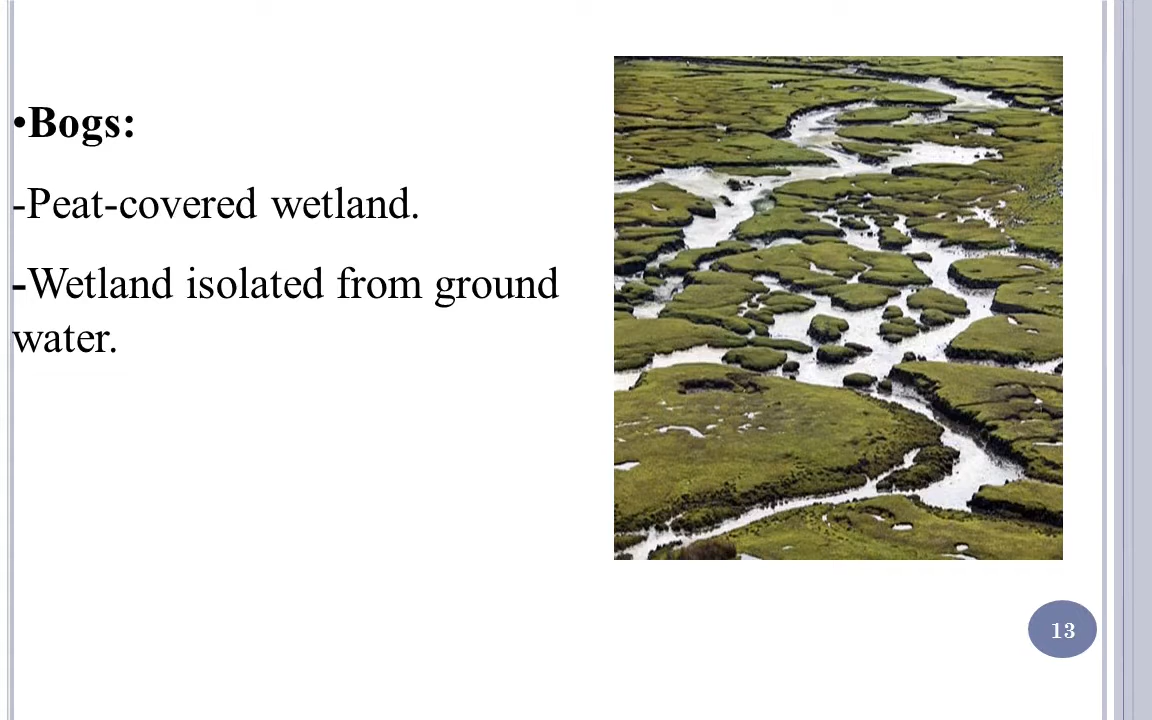 •Bogs:
-Peat-covered wetland.
-Wetland isolated from ground
water.
13